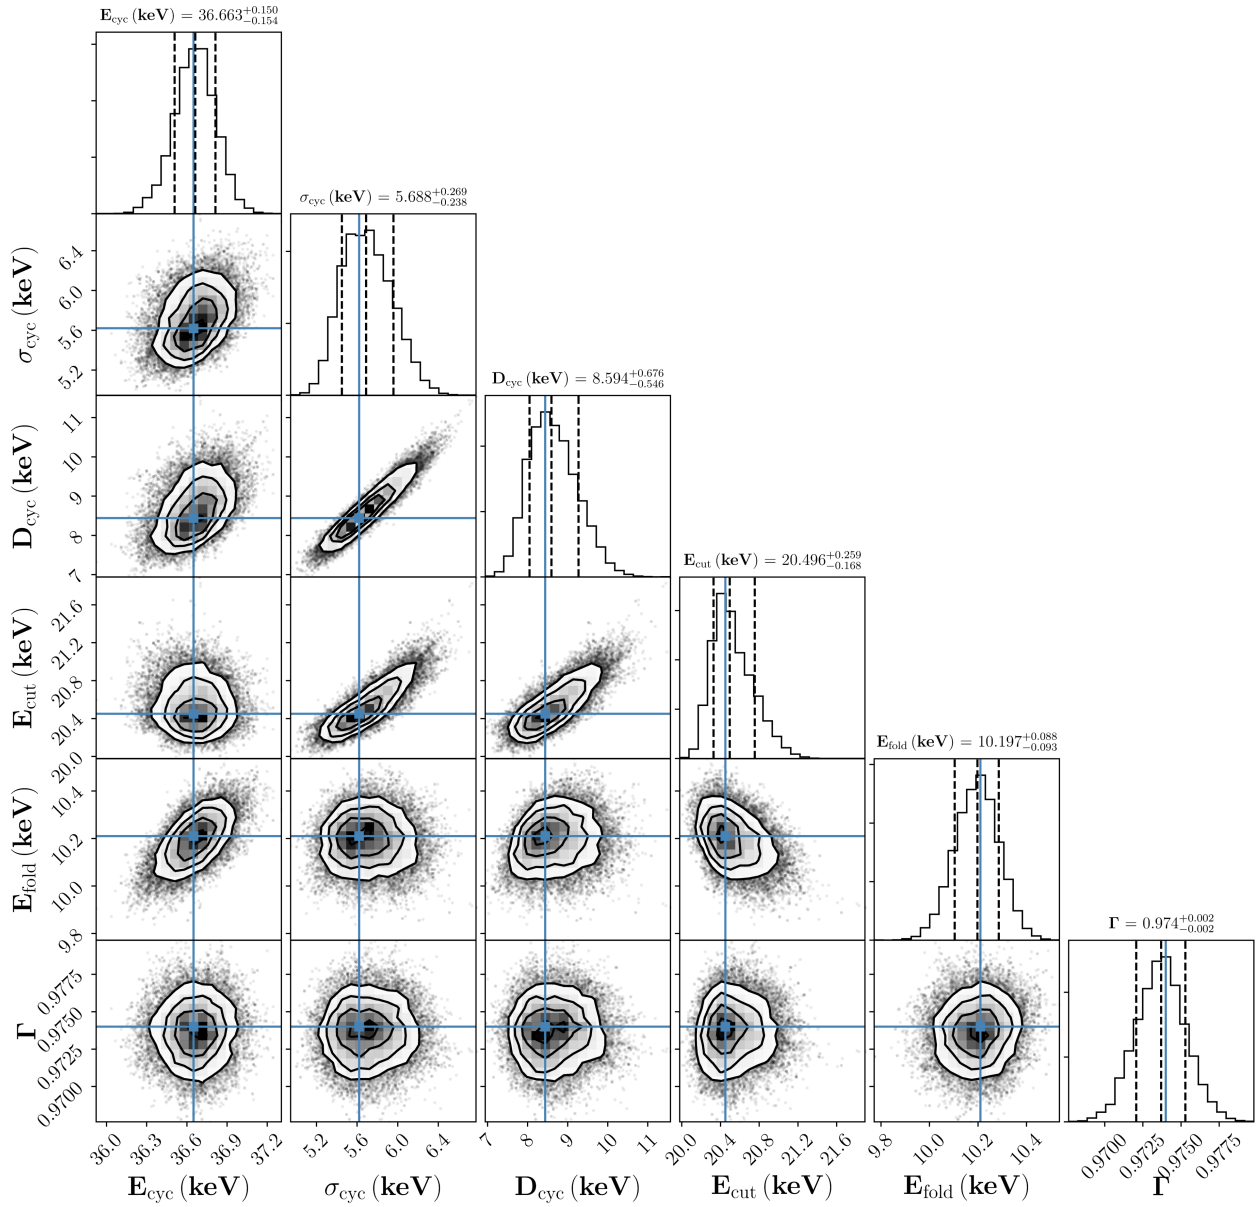 E_cyc (keV) = 36.663^{+0.150}_{−0.154}
σ_cyc (keV) = 5.688^{+0.269}_{−0.238}
6.4
6.0
5.6
5.2
σ_cyc (keV)
D_cyc (keV) = 8.594^{+0.676}_{−0.546}
11
10
9
8
7
D_cyc (keV)
E_cut (keV) = 20.496^{+0.259}_{−0.168}
21.6
21.2
20.8
20.4
20.0
E_cut (keV)
E_fold (keV) = 10.197^{+0.088}_{−0.093}
10.4
10.2
10.0
9.8
E_fold (keV)
Γ = 0.974^{+0.002}_{−0.002}
0.9775
0.9750
0.9725
0.9700
Γ
36.0 36.3 36.6 36.9 37.2
5.2 5.6 6.0 6.4
7 8 9 10 11
20.0 20.4 20.8 21.2 21.6
9.8 10.0 10.2 10.4
0.9700 0.9725 0.9750 0.9775
E_cyc (keV)
σ_cyc (keV)
D_cyc (keV)
E_cut (keV)
E_fold (keV)
Γ